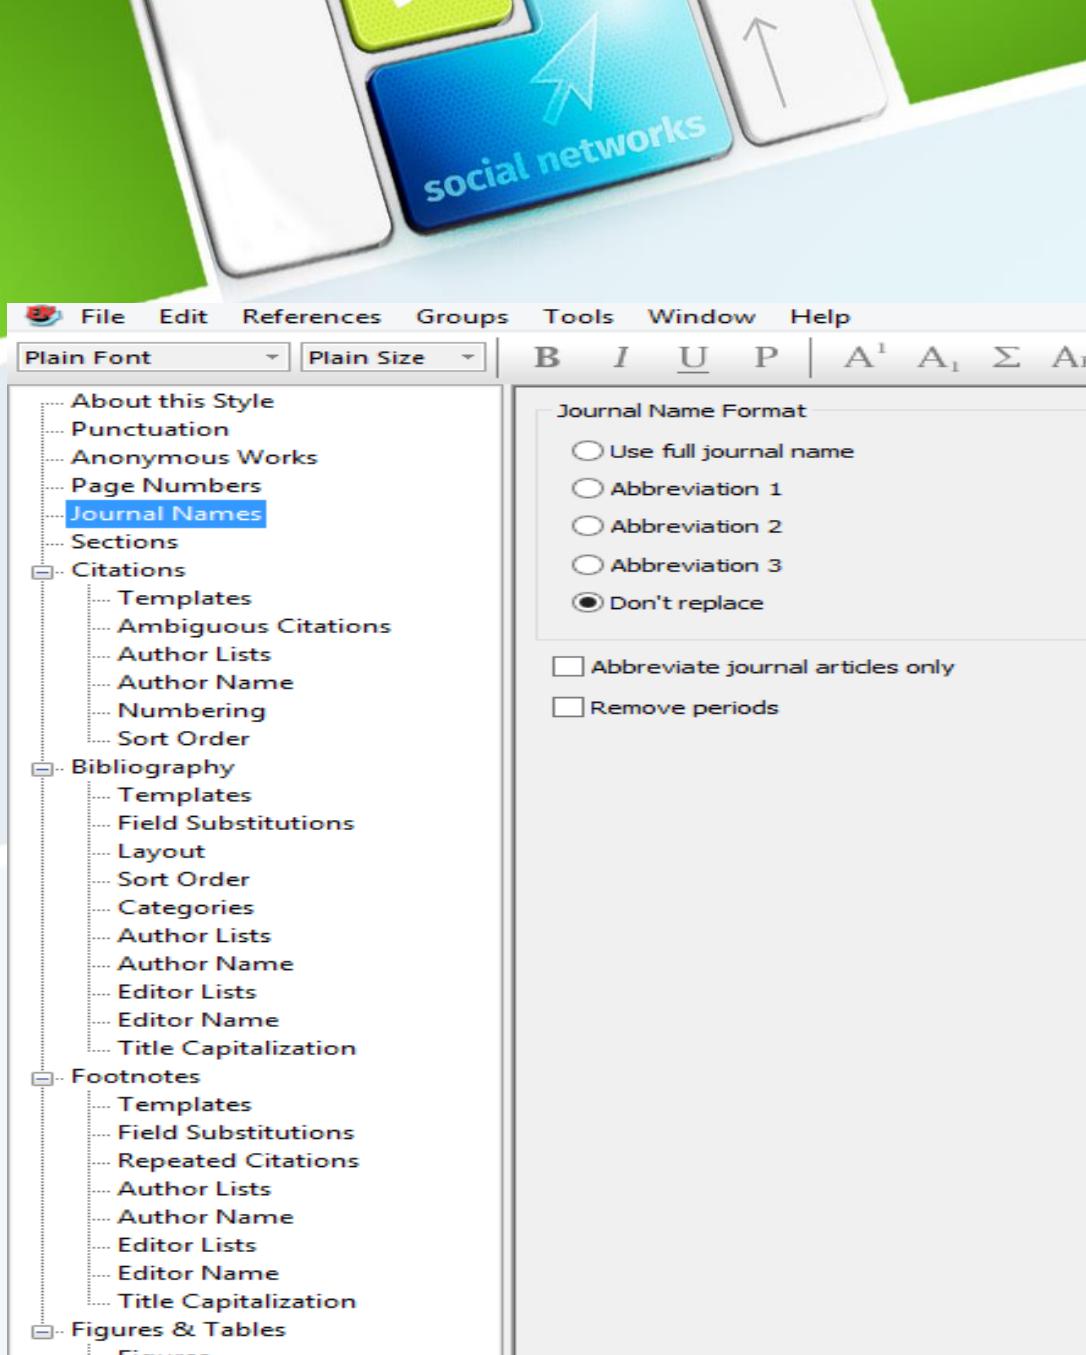 social networks
File Edit References Groups Tools Window Help
Plain Font Plain Size B I U P A¹ A₁ Σ
About this Style
Punctuation
Anonymous Works
Page Numbers
Journal Names
Sections
Citations
Templates
Ambiguous Citations
Author Lists
Author Name
Numbering
Sort Order
Bibliography
Templates
Field Substitutions
Layout
Sort Order
Categories
Author Lists
Author Name
Editor Lists
Editor Name
Title Capitalization
Footnotes
Templates
Field Substitutions
Repeated Citations
Author Lists
Author Name
Editor Lists
Editor Name
Title Capitalization
Figures & Tables
Journal Name Format
Use full journal name
Abbreviation 1
Abbreviation 2
Abbreviation 3
Don't replace
Abbreviate journal articles only
Remove periods